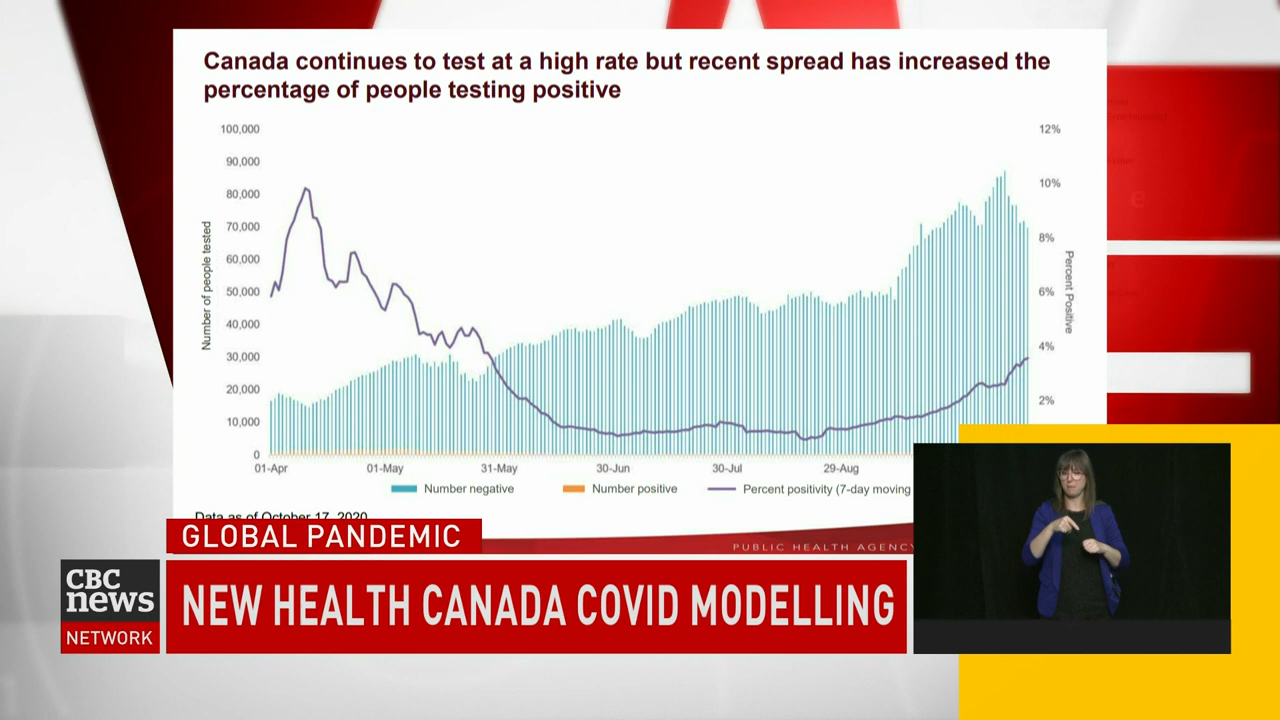 Canada continues to test at a high rate but recent spread has increased the
percentage of people testing positive
100,000
90,000
80,000
70,000
60,000
50,000
40,000
30,000
20,000
10,000
0
Number of people tested
12%
10%
8%
6%
4%
2%
Percent Positive
01-Apr 01-May 31-May 30-Jun 30-Jul 29-Aug
Number negative Number positive Percent positivity (7-day moving
Data as of October 17, 2020
PUBLIC HEALTH AGENCY
GLOBAL PANDEMIC
CBC
news
NETWORK
NEW HEALTH CANADA COVID MODELLING